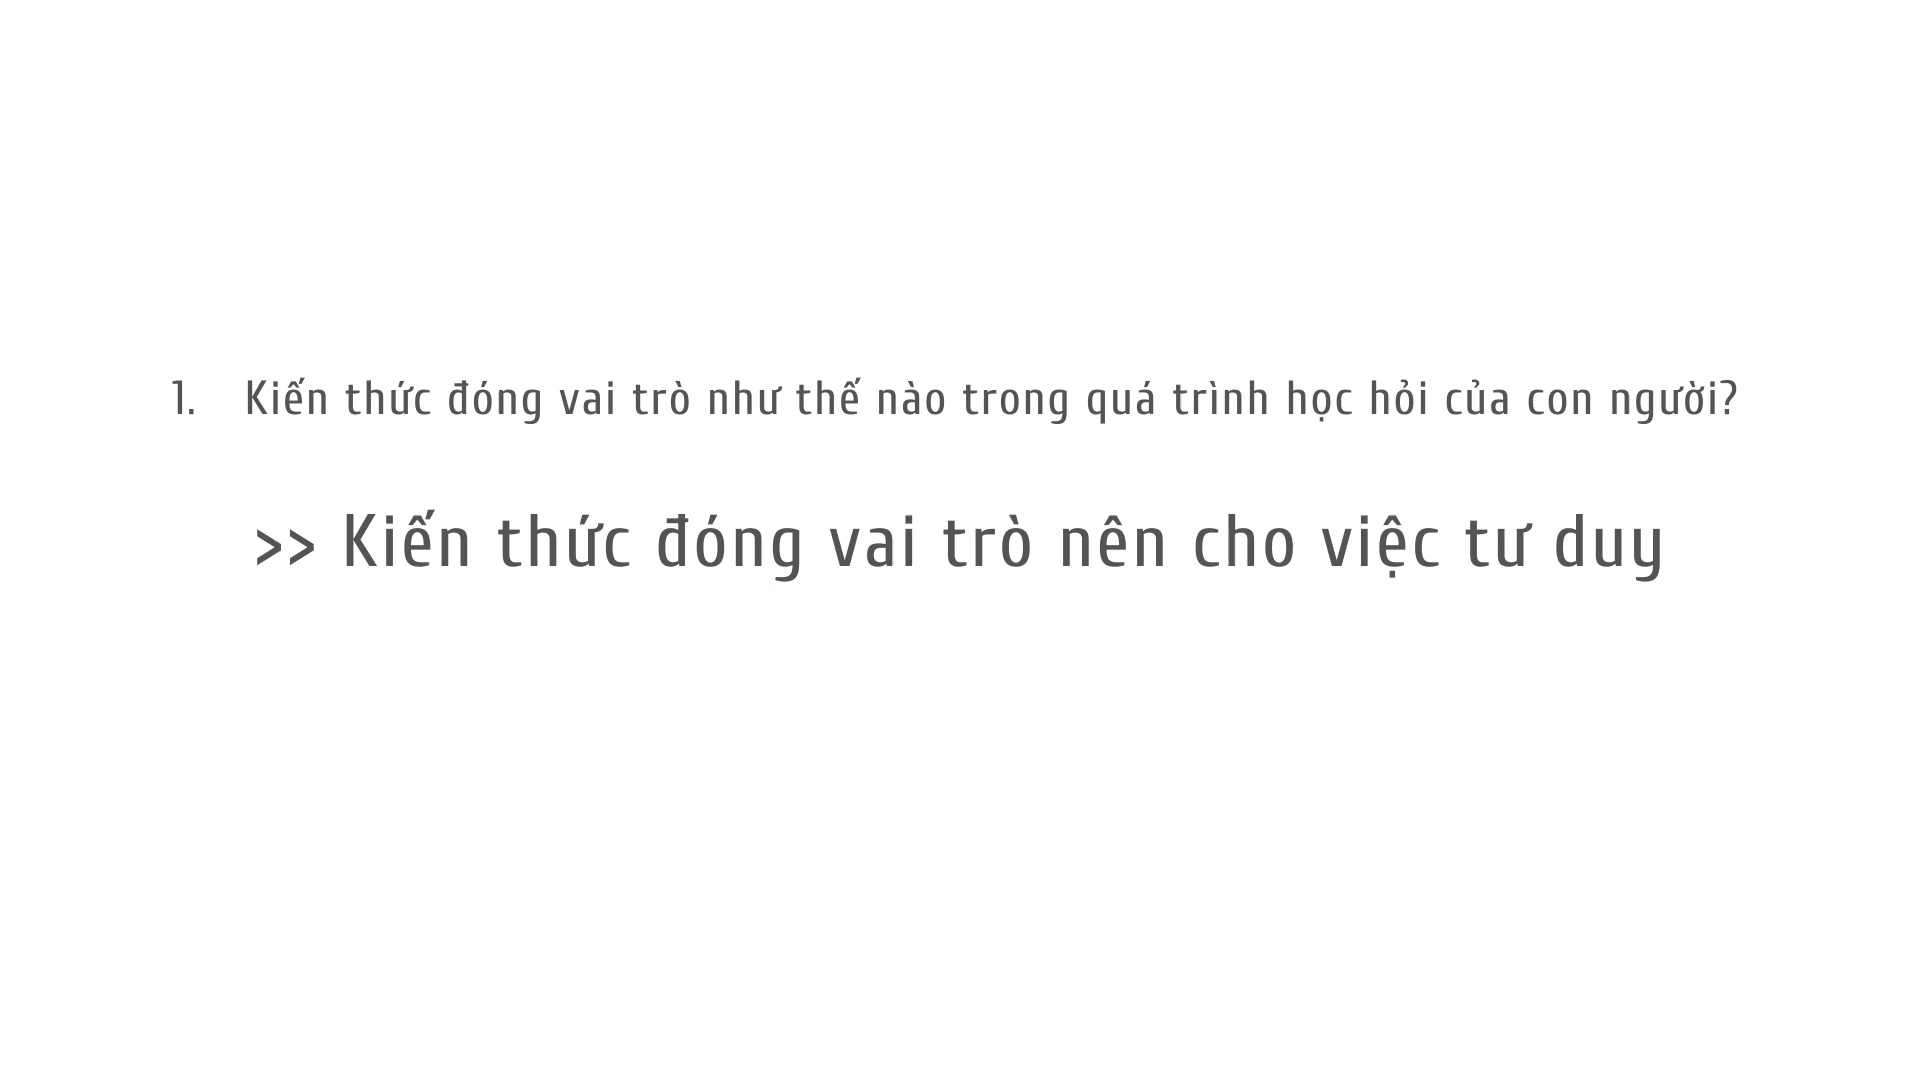 1. Kiến thức đóng vai trò như thế nào trong quá trình học hỏi của con người?
>> Kiến thức đóng vai trò nên cho việc tư duy